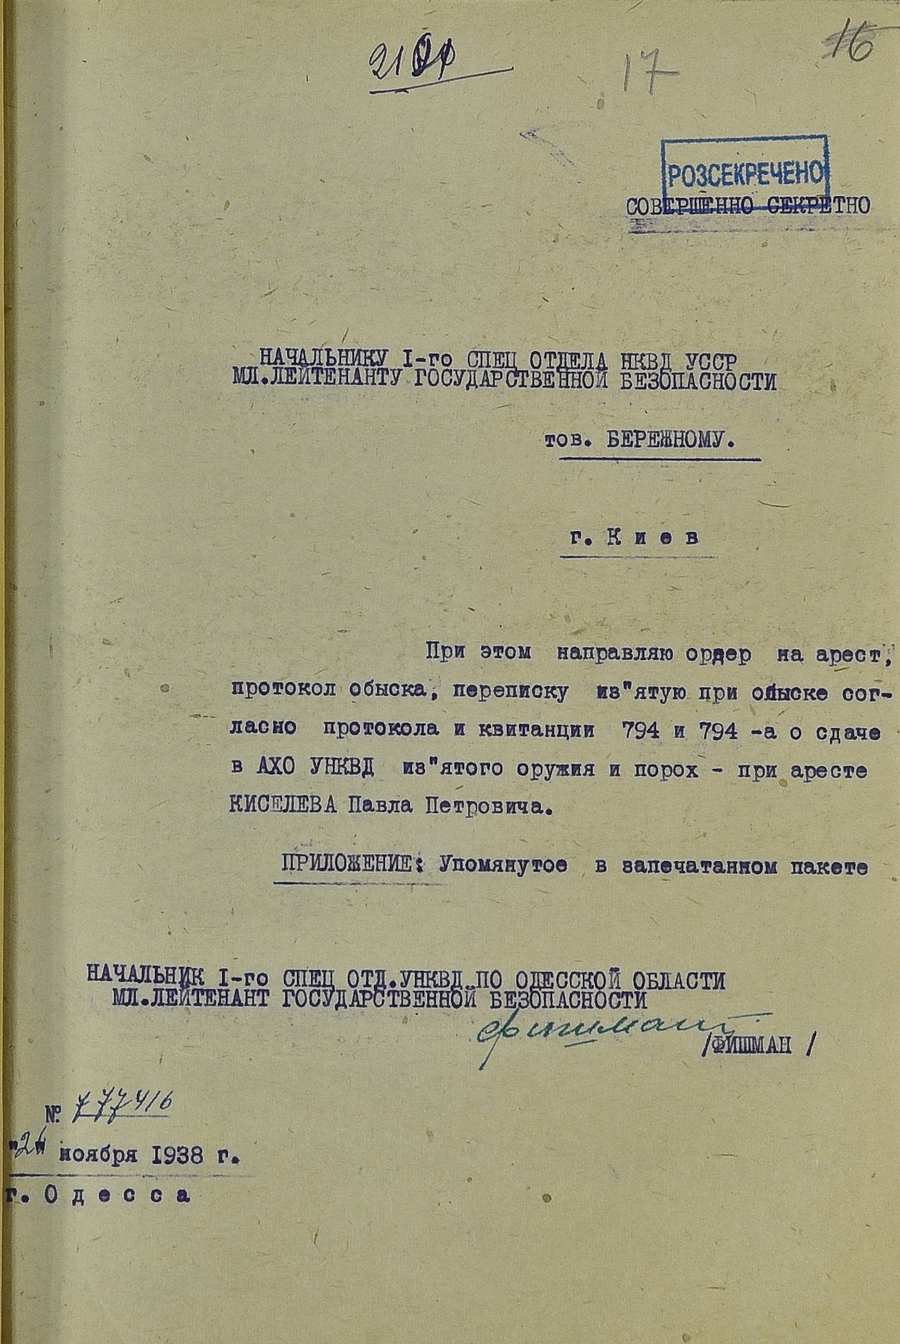 17
16
РОЗСЕКРЕЧЕНО
СОВЕРШЕННО СЕКРЕТНО
НАЧАЛЬНИКУ I-го СПЕЦ ОТДЕЛА НКВД УССР
МЛ.ЛЕЙТЕНАНТУ ГОСУДАРСТВЕННОЙ БЕЗОПАСНОСТИ
тов. БЕРЕЖНОМУ.
г. К и е в
При этом направляю ордер на арест,
протокол обыска, переписку из"ятую при обыске сог-
ласно протокола и квитанции 794 и 794 -а о сдаче
в АХО УНКВД из"ятого оружия и порох - при аресте
КИСЕЛЕВА Павла Петровича.
ПРИЛОЖЕНИЕ: Упомянутое в запечатанном пакете
НАЧАЛЬНИК I-го СПЕЦ ОТД.УНКВД ПО ОДЕССКОЙ ОБЛАСТИ
МЛ.ЛЕЙТЕНАНТ ГОСУДАРСТВЕННОЙ БЕЗОПАСНОСТИ
Фишман
/ФИШМАН /
№ 777416
ноября 1938 г.
г. О д е с с а